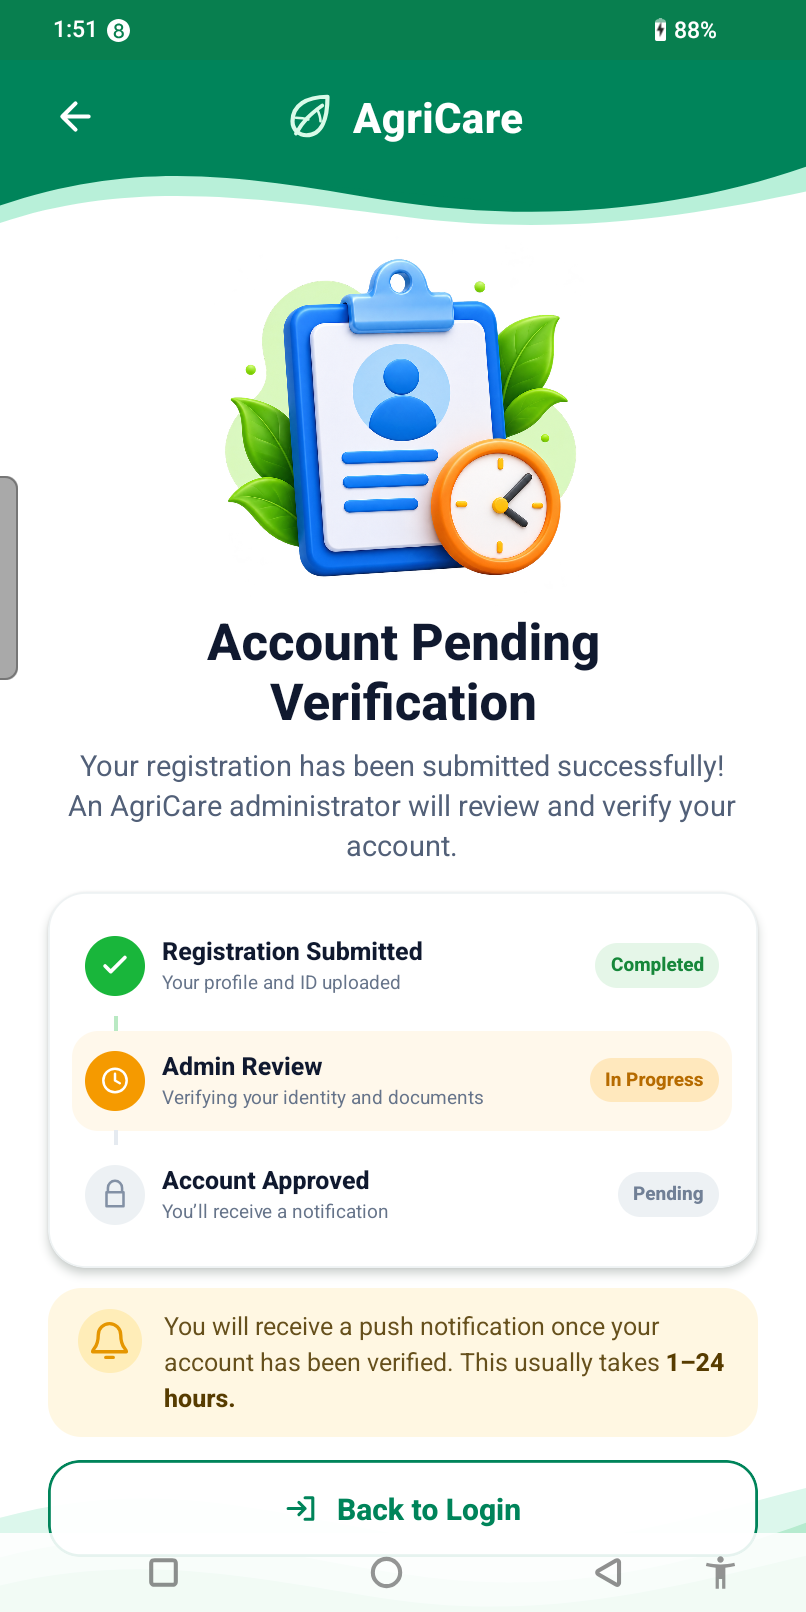 1:51 8 88%
AgriCare
Account Pending
Verification
Your registration has been submitted successfully!
An AgriCare administrator will review and verify your
account.
Registration Submitted
Your profile and ID uploaded
Completed
Admin Review
Verifying your identity and documents
In Progress
Account Approved
You’ll receive a notification
Pending
You will receive a push notification once your
account has been verified. This usually takes 1–24
hours.
Back to Login